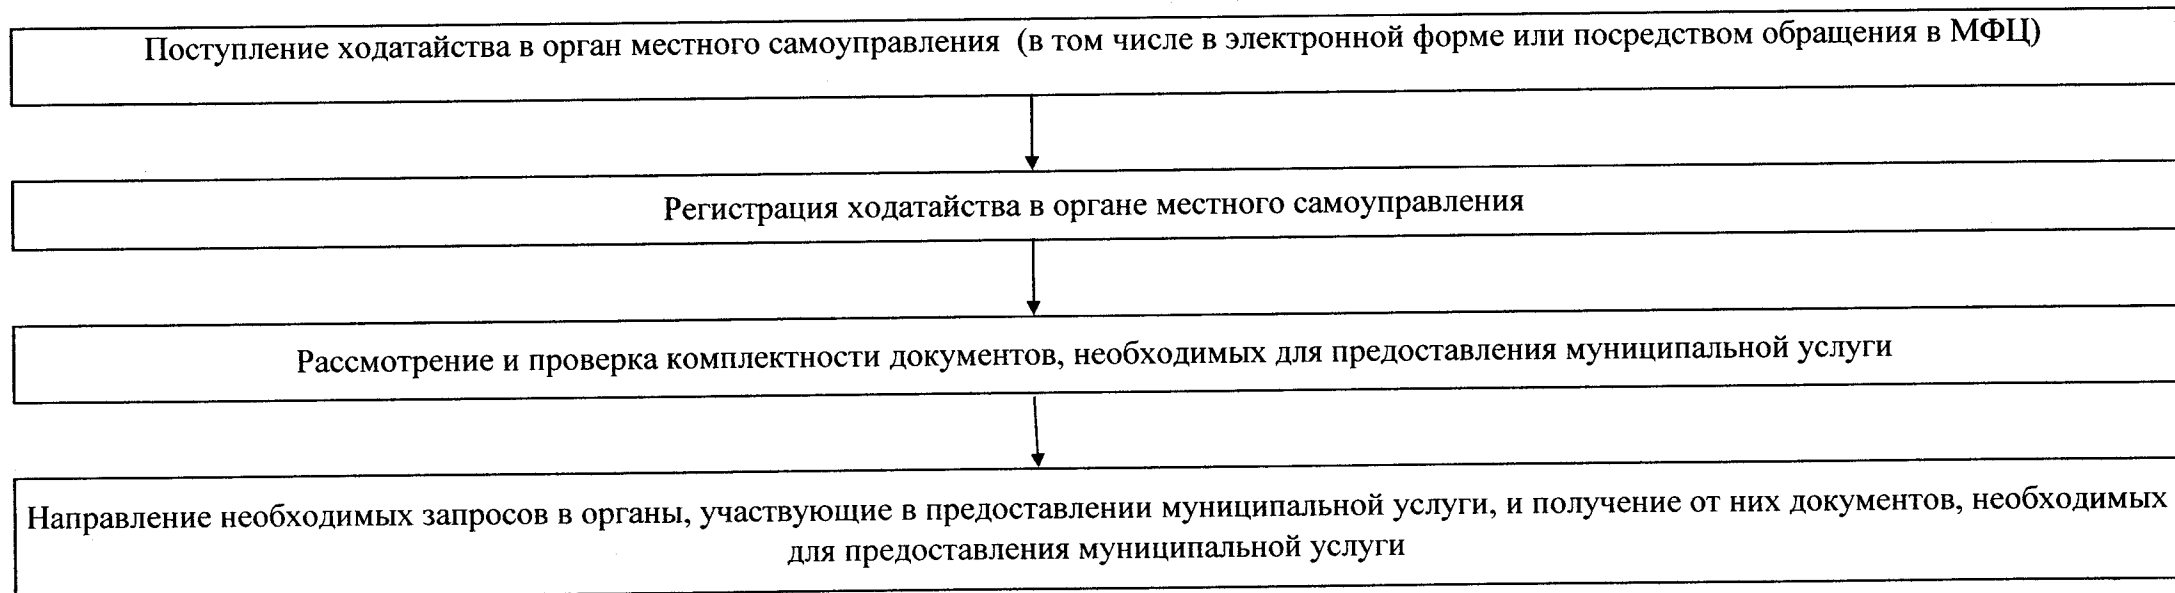 Поступление ходатайства в орган местного самоуправления (в том числе в электронной форме или посредством обращения в МФЦ)
Регистрация ходатайства в органе местного самоуправления
Рассмотрение и проверка комплектности документов, необходимых для предоставления муниципальной услуги
Направление необходимых запросов в органы, участвующие в предоставлении муниципальной услуги, и получение от них документов, необходимых
для предоставления муниципальной услуги